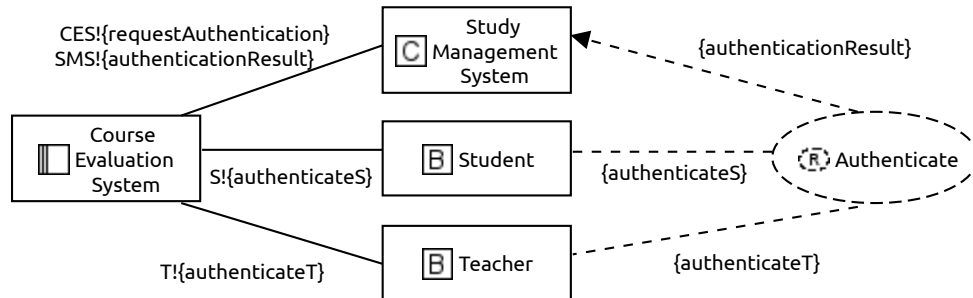 CES!{requestAuthentication}
SMS!{authenticationResult}
C
Study
Management
System
{authenticationResult}
Course
Evaluation
System
B Student
S!{authenticateS}
{authenticateS}
R Authenticate
T!{authenticateT}
B Teacher
{authenticateT}